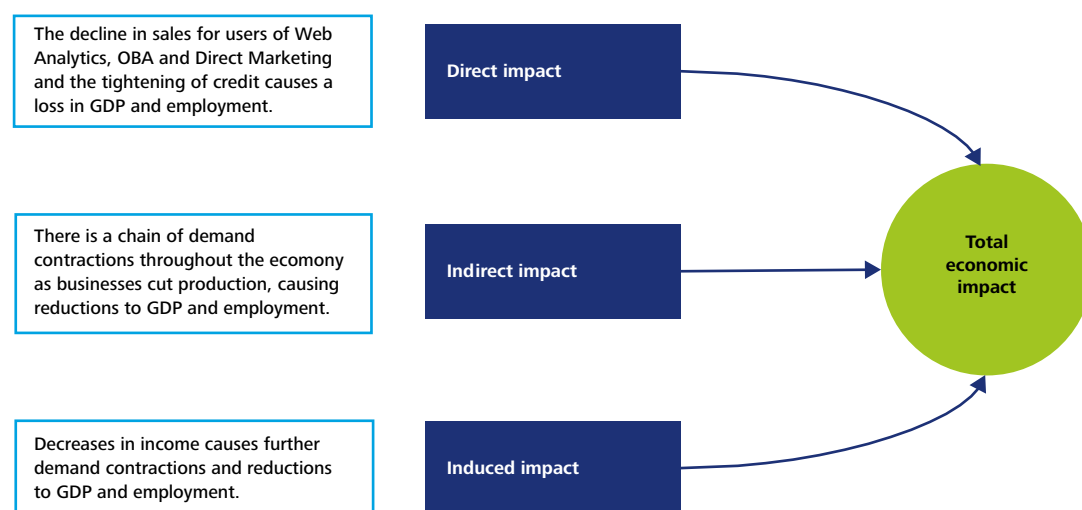 The decline in sales for users of Web
Analytics, OBA and Direct Marketing
and the tightening of credit causes a
loss in GDP and employment.
Direct impact
There is a chain of demand
contractions throughout the ecomony
as businesses cut production, causing
reductions to GDP and employment.
Indirect impact
Total
economic
impact
Decreases in income causes further
demand contractions and reductions
to GDP and employment.
Induced impact